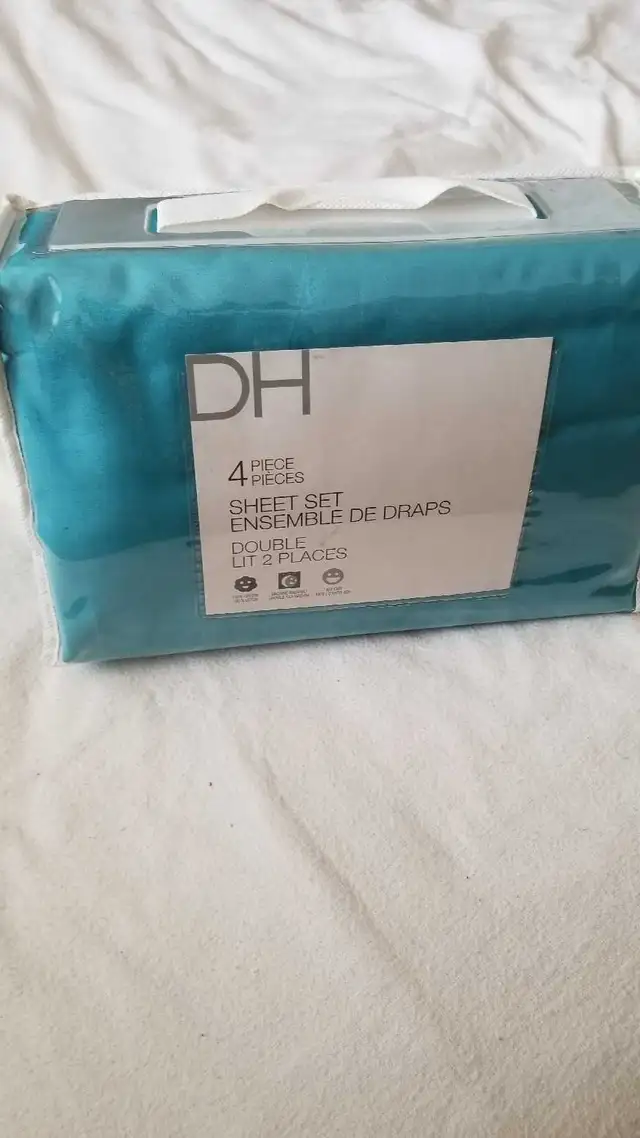 DH
4 PIECE
PIÈCES
SHEET SET
ENSEMBLE DE DRAPS
DOUBLE
LIT 2 PLACES